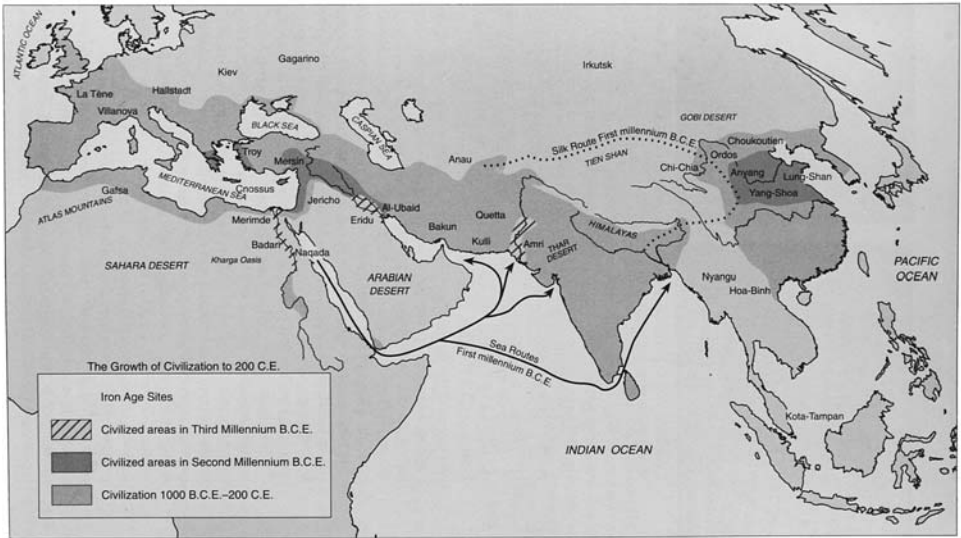 ATLANTIC OCEAN
Gagarino
Kiev
Irkutsk
La Tène
Hallstedt
Villanova
GOBI DESERT
BLACK SEA
CASPIAN SEA
Choukoutien
Silk Route First millennium B.C.E.
Troy
Anau
TIEN SHAN
Ordos
Mersin
Chi-Chia
Anyang
Lung-Shan
MEDITERRANEAN SEA
Cnossus
Yang-Shoa
Gafsa
Jericho
ATLAS MOUNTAINS
Al-Ubaid
Merimde
Eridu
Bakun
Quetta
HIMALAYAS
Badari
Kulli
Amri
THAR DESERT
Kharga Oasis
Naqada
SAHARA DESERT
ARABIAN DESERT
PACIFIC OCEAN
Nyangu
Hoa-Binh
Sea Routes
First millennium B.C.E.
The Growth of Civilization to 200 C.E.
Iron Age Sites
Civilized areas in Third Millennium B.C.E.
Civilized areas in Second Millennium B.C.E.
Civilization 1000 B.C.E.–200 C.E.
Kota-Tampan
INDIAN OCEAN